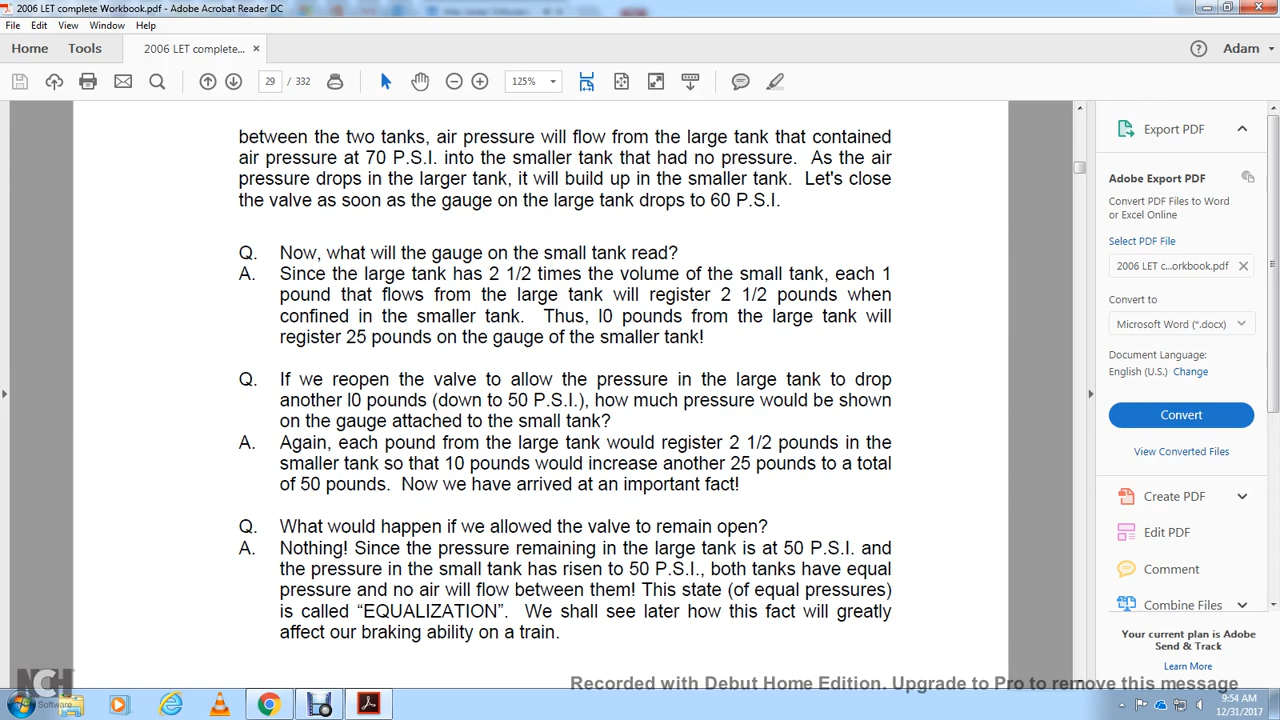 2006 LET complete Workbook.pdf - Adobe Acrobat Reader DC
File Edit View Window Help
Home Tools 2006 LET complete... × Adam
29 / 332 125%
between the two tanks, air pressure will flow from the large tank that contained
air pressure at 70 P.S.I. into the smaller tank that had no pressure. As the air
pressure drops in the larger tank, it will build up in the smaller tank. Let's close
the valve as soon as the gauge on the large tank drops to 60 P.S.I.
Q. Now, what will the gauge on the small tank read?
A. Since the large tank has 2 1/2 times the volume of the small tank, each 1
pound that flows from the large tank will register 2 1/2 pounds when
confined in the smaller tank. Thus, l0 pounds from the large tank will
register 25 pounds on the gauge of the smaller tank!
Q. If we reopen the valve to allow the pressure in the large tank to drop
another l0 pounds (down to 50 P.S.I.), how much pressure would be shown
on the gauge attached to the small tank?
A. Again, each pound from the large tank would register 2 1/2 pounds in the
smaller tank so that 10 pounds would increase another 25 pounds to a total
of 50 pounds. Now we have arrived at an important fact!
Q. What would happen if we allowed the valve to remain open?
A. Nothing! Since the pressure remaining in the large tank is at 50 P.S.I. and
the pressure in the small tank has risen to 50 P.S.I., both tanks have equal
pressure and no air will flow between them! This state (of equal pressures)
is called “EQUALIZATION”. We shall see later how this fact will greatly
affect our braking ability on a train.
Export PDF
Adobe Export PDF
Convert PDF Files to Word
or Excel Online
Select PDF File
2006 LET c...orkbook.pdf ×
Convert to
Microsoft Word (*.docx)
Document Language:
English (U.S.) Change
Convert
View Converted Files
Create PDF
Edit PDF
Comment
Combine Files
Your current plan is Adobe
Send & Track
Learn More
NCH
Software
Recorded with Debut Home Edition. Upgrade to Pro to remove this message
9:54 AM
12/31/2017